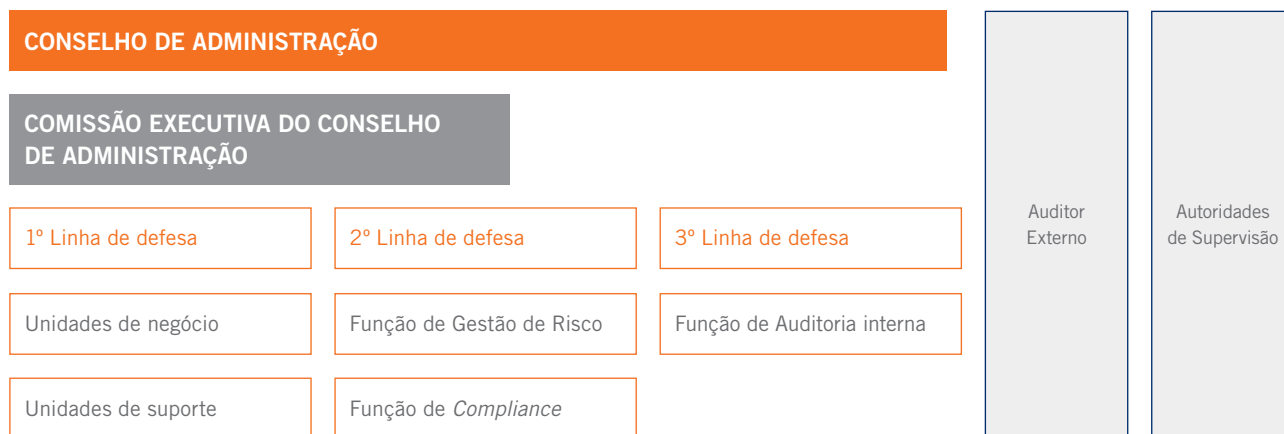 CONSELHO DE ADMINISTRAÇÃO
COMISSÃO EXECUTIVA DO CONSELHO
DE ADMINISTRAÇÃO
1º Linha de defesa
2º Linha de defesa
3º Linha de defesa
Unidades de negócio
Função de Gestão de Risco
Função de Auditoria interna
Unidades de suporte
Função de Compliance
Auditor
Externo
Autoridades
de Supervisão